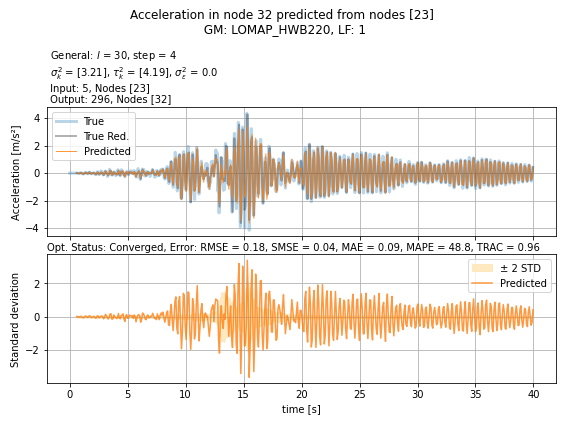 Acceleration in node 32 predicted from nodes [23]
GM: LOMAP_HWB220, LF: 1
General: l = 30, step = 4
σ²ₖ = [3.21], τ²ₖ = [4.19], σ²ε = 0.0
Input: 5, Nodes [23]
Output: 296, Nodes [32]
Acceleration [m/s²]
4
2
0
−2
−4
True
True Red.
Predicted
Opt. Status: Converged, Error: RMSE = 0.18, SMSE = 0.04, MAE = 0.09, MAPE = 48.8, TRAC = 0.96
Standard deviation
2
0
−2
± 2 STD
Predicted
0 5 10 15 20 25 30 35 40
time [s]